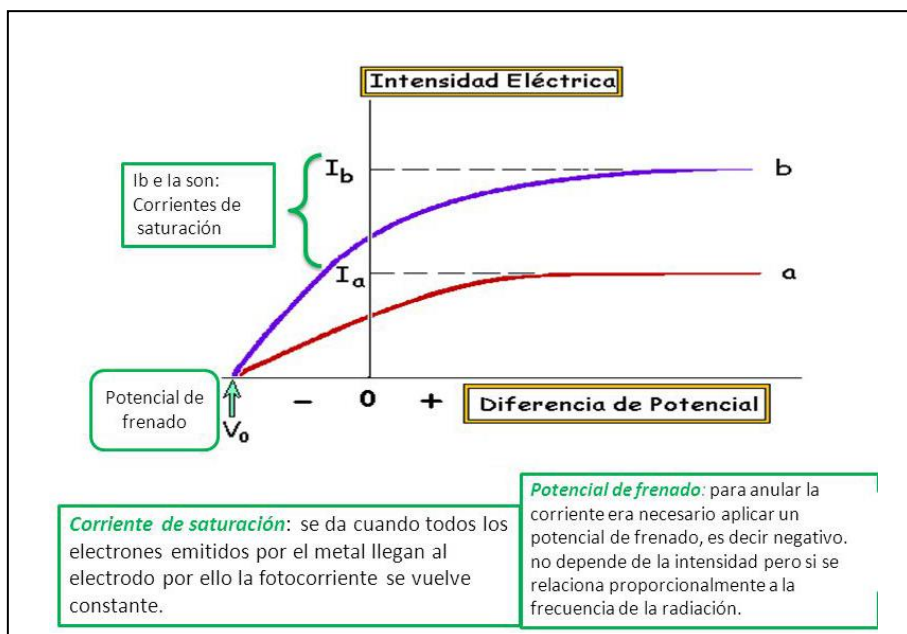 Intensidad Eléctrica
Ib e Ia son:
Corrientes de
saturación
I_b
b
I_a
a
Potencial de
frenado
- 0 +
Diferencia de Potencial
V_0
Corriente de saturación: se da cuando todos los
electrones emitidos por el metal llegan al
electrodo por ello la fotocorriente se vuelve
constante.
Potencial de frenado: para anular la
corriente era necesario aplicar un
potencial de frenado, es decir negativo.
no depende de la intensidad pero si se
relaciona proporcionalmente a la
frecuencia de la radiación.